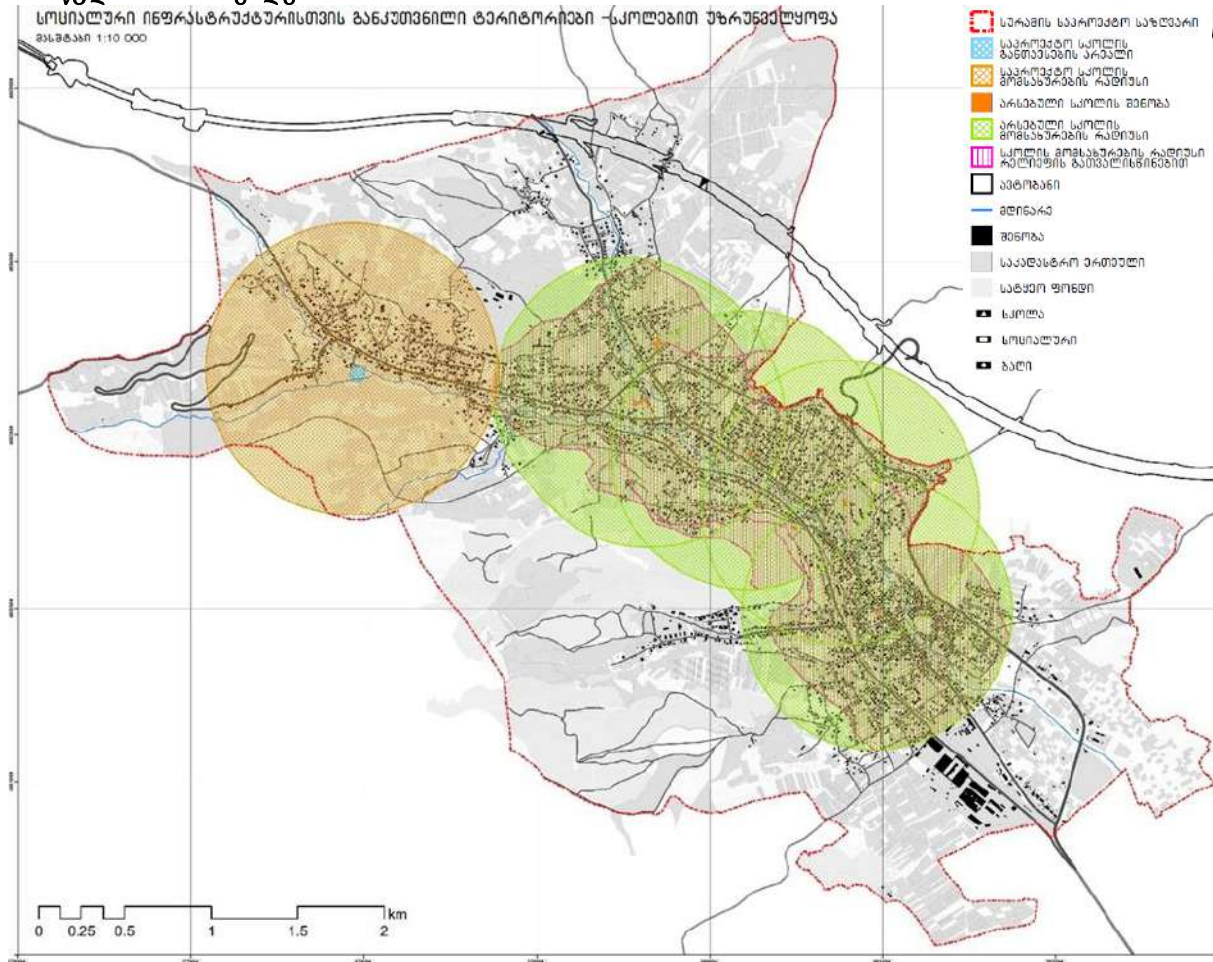 სოციალური ინფრასტრუქტურისთვის განკუთვნილი ტერიტორიები -სკოლებით უზრუნველყოფა
მასშტაბი 1:10 000
სურამის საპროექტო საზღვარი
საპროექტო სკოლის
განთავსების არეალი
საპროექტო სკოლის
მომსახურების რადიუსი
არსებული სკოლის შენობა
არსებული სკოლის
მომსახურების რადიუსი
სკოლის მომსახურების რადიუსი
რელიეფის გათვალისწინებით
ავტობანი
მდინარე
შენობა
საკადასტრო ერთეული
სატყეო ფონდი
სკოლა
სოციალური
ბაღი
km
0 0.25 0.5 1 1.5 2